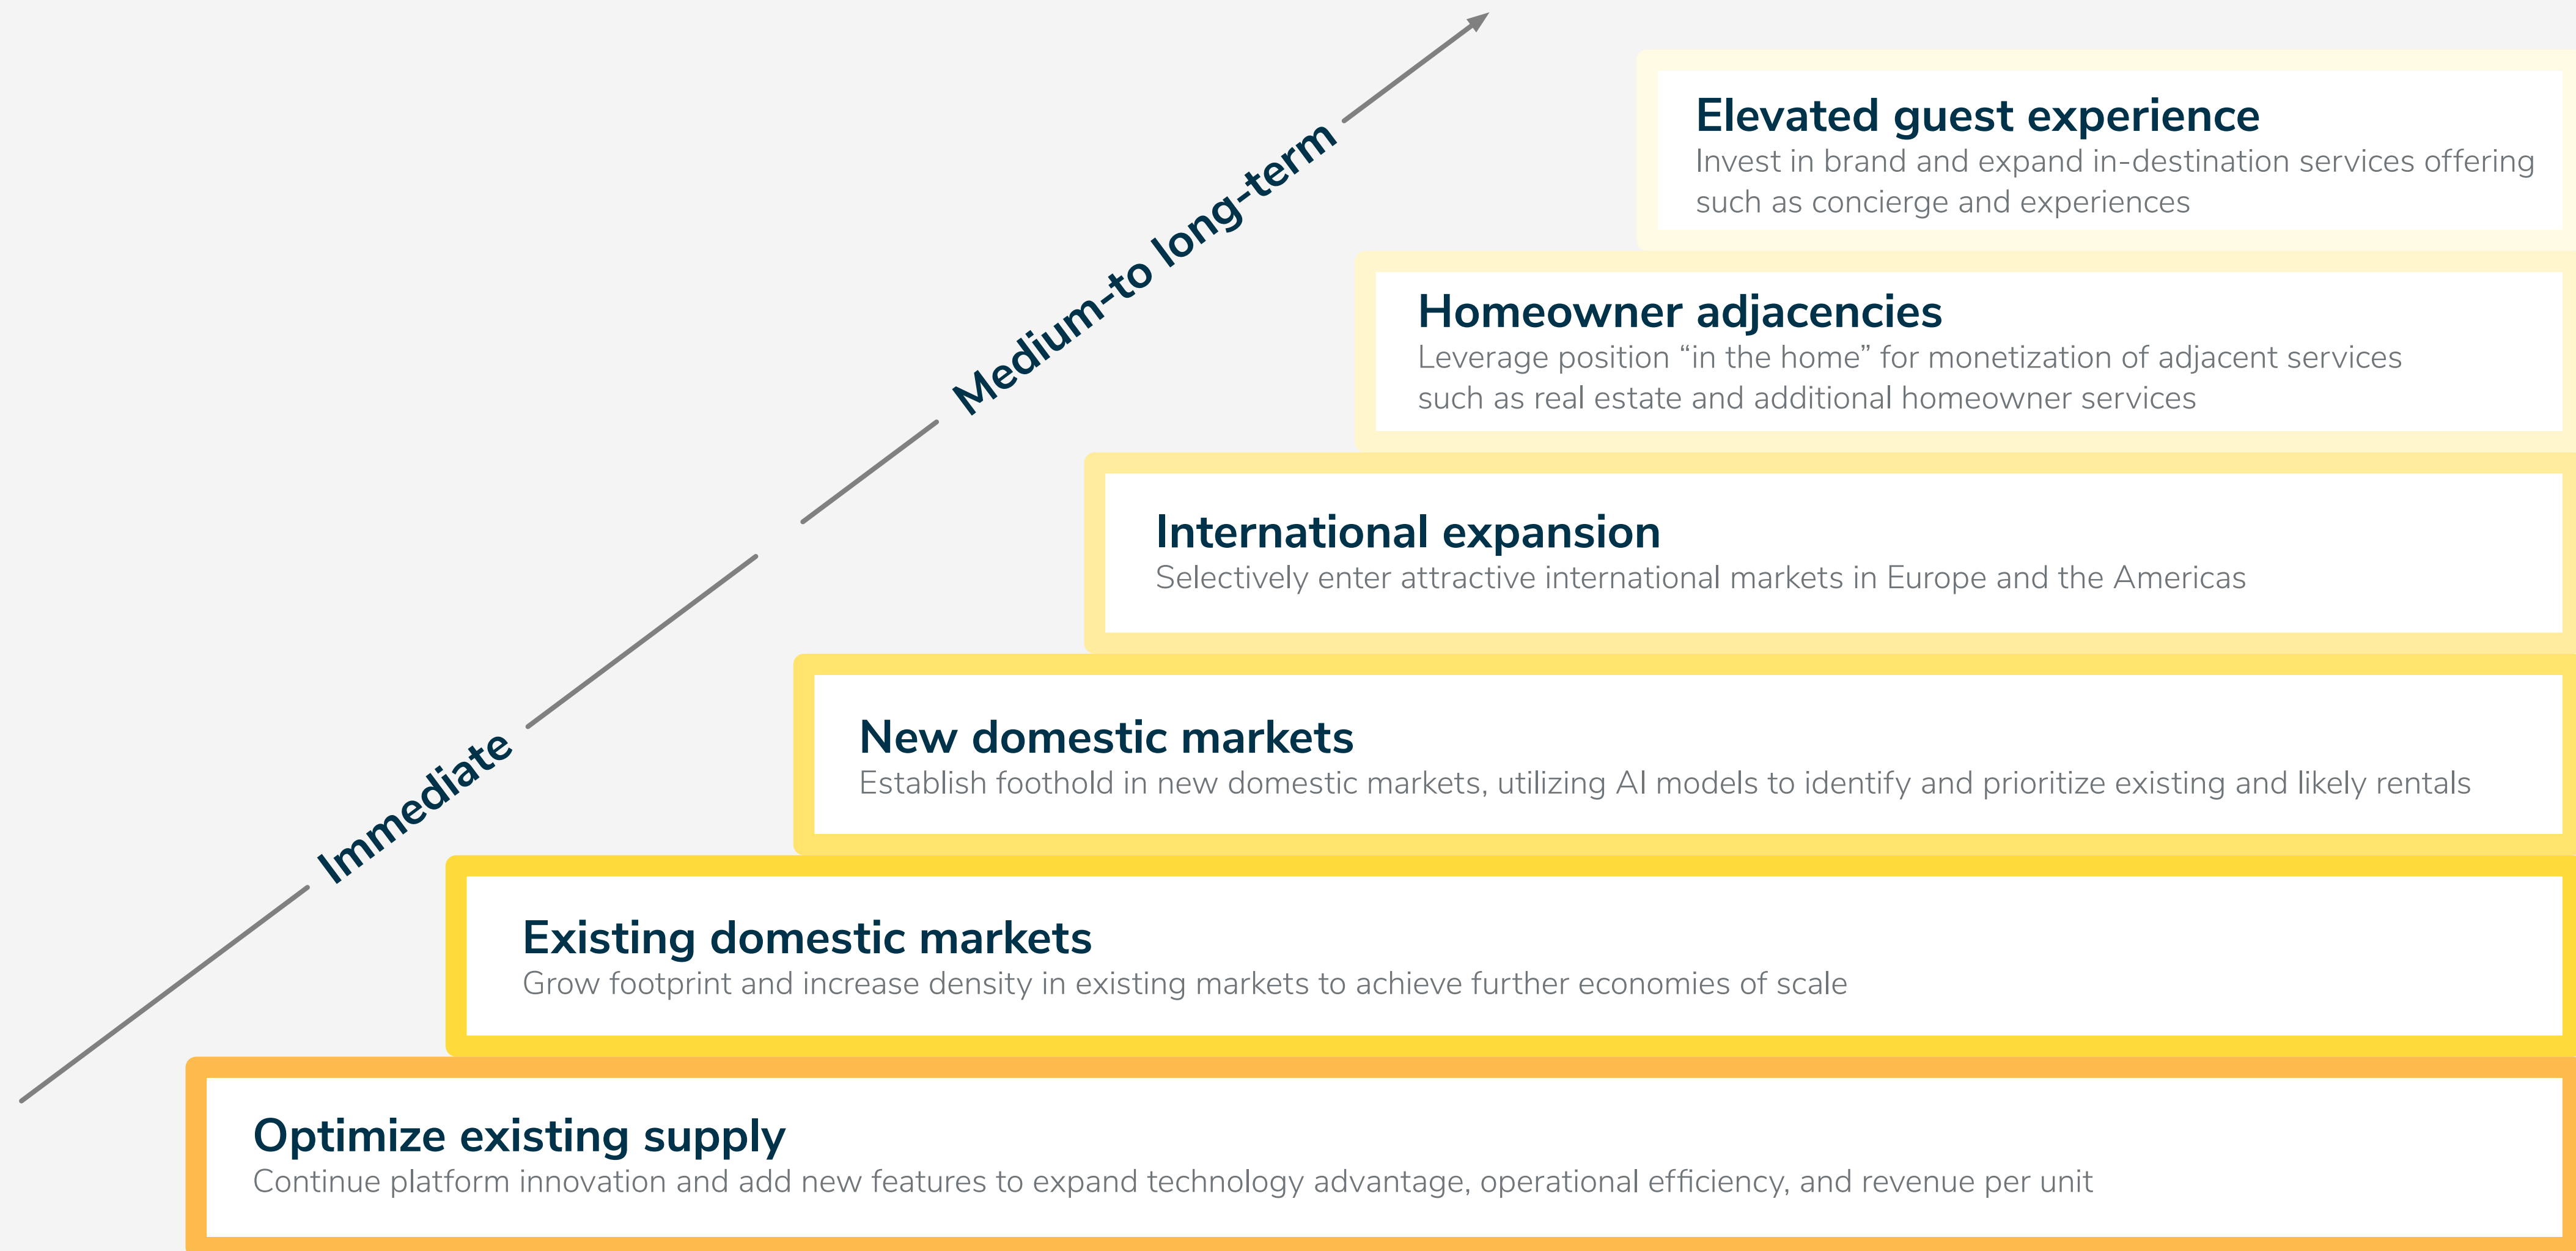 Medium-to long-term
Immediate
Elevated guest experience
Invest in brand and expand in-destination services offering
such as concierge and experiences
Homeowner adjacencies
Leverage position “in the home” for monetization of adjacent services
such as real estate and additional homeowner services
International expansion
Selectively enter attractive international markets in Europe and the Americas
New domestic markets
Establish foothold in new domestic markets, utilizing AI models to identify and prioritize existing and likely rentals
Existing domestic markets
Grow footprint and increase density in existing markets to achieve further economies of scale
Optimize existing supply
Continue platform innovation and add new features to expand technology advantage, operational efficiency, and revenue per unit